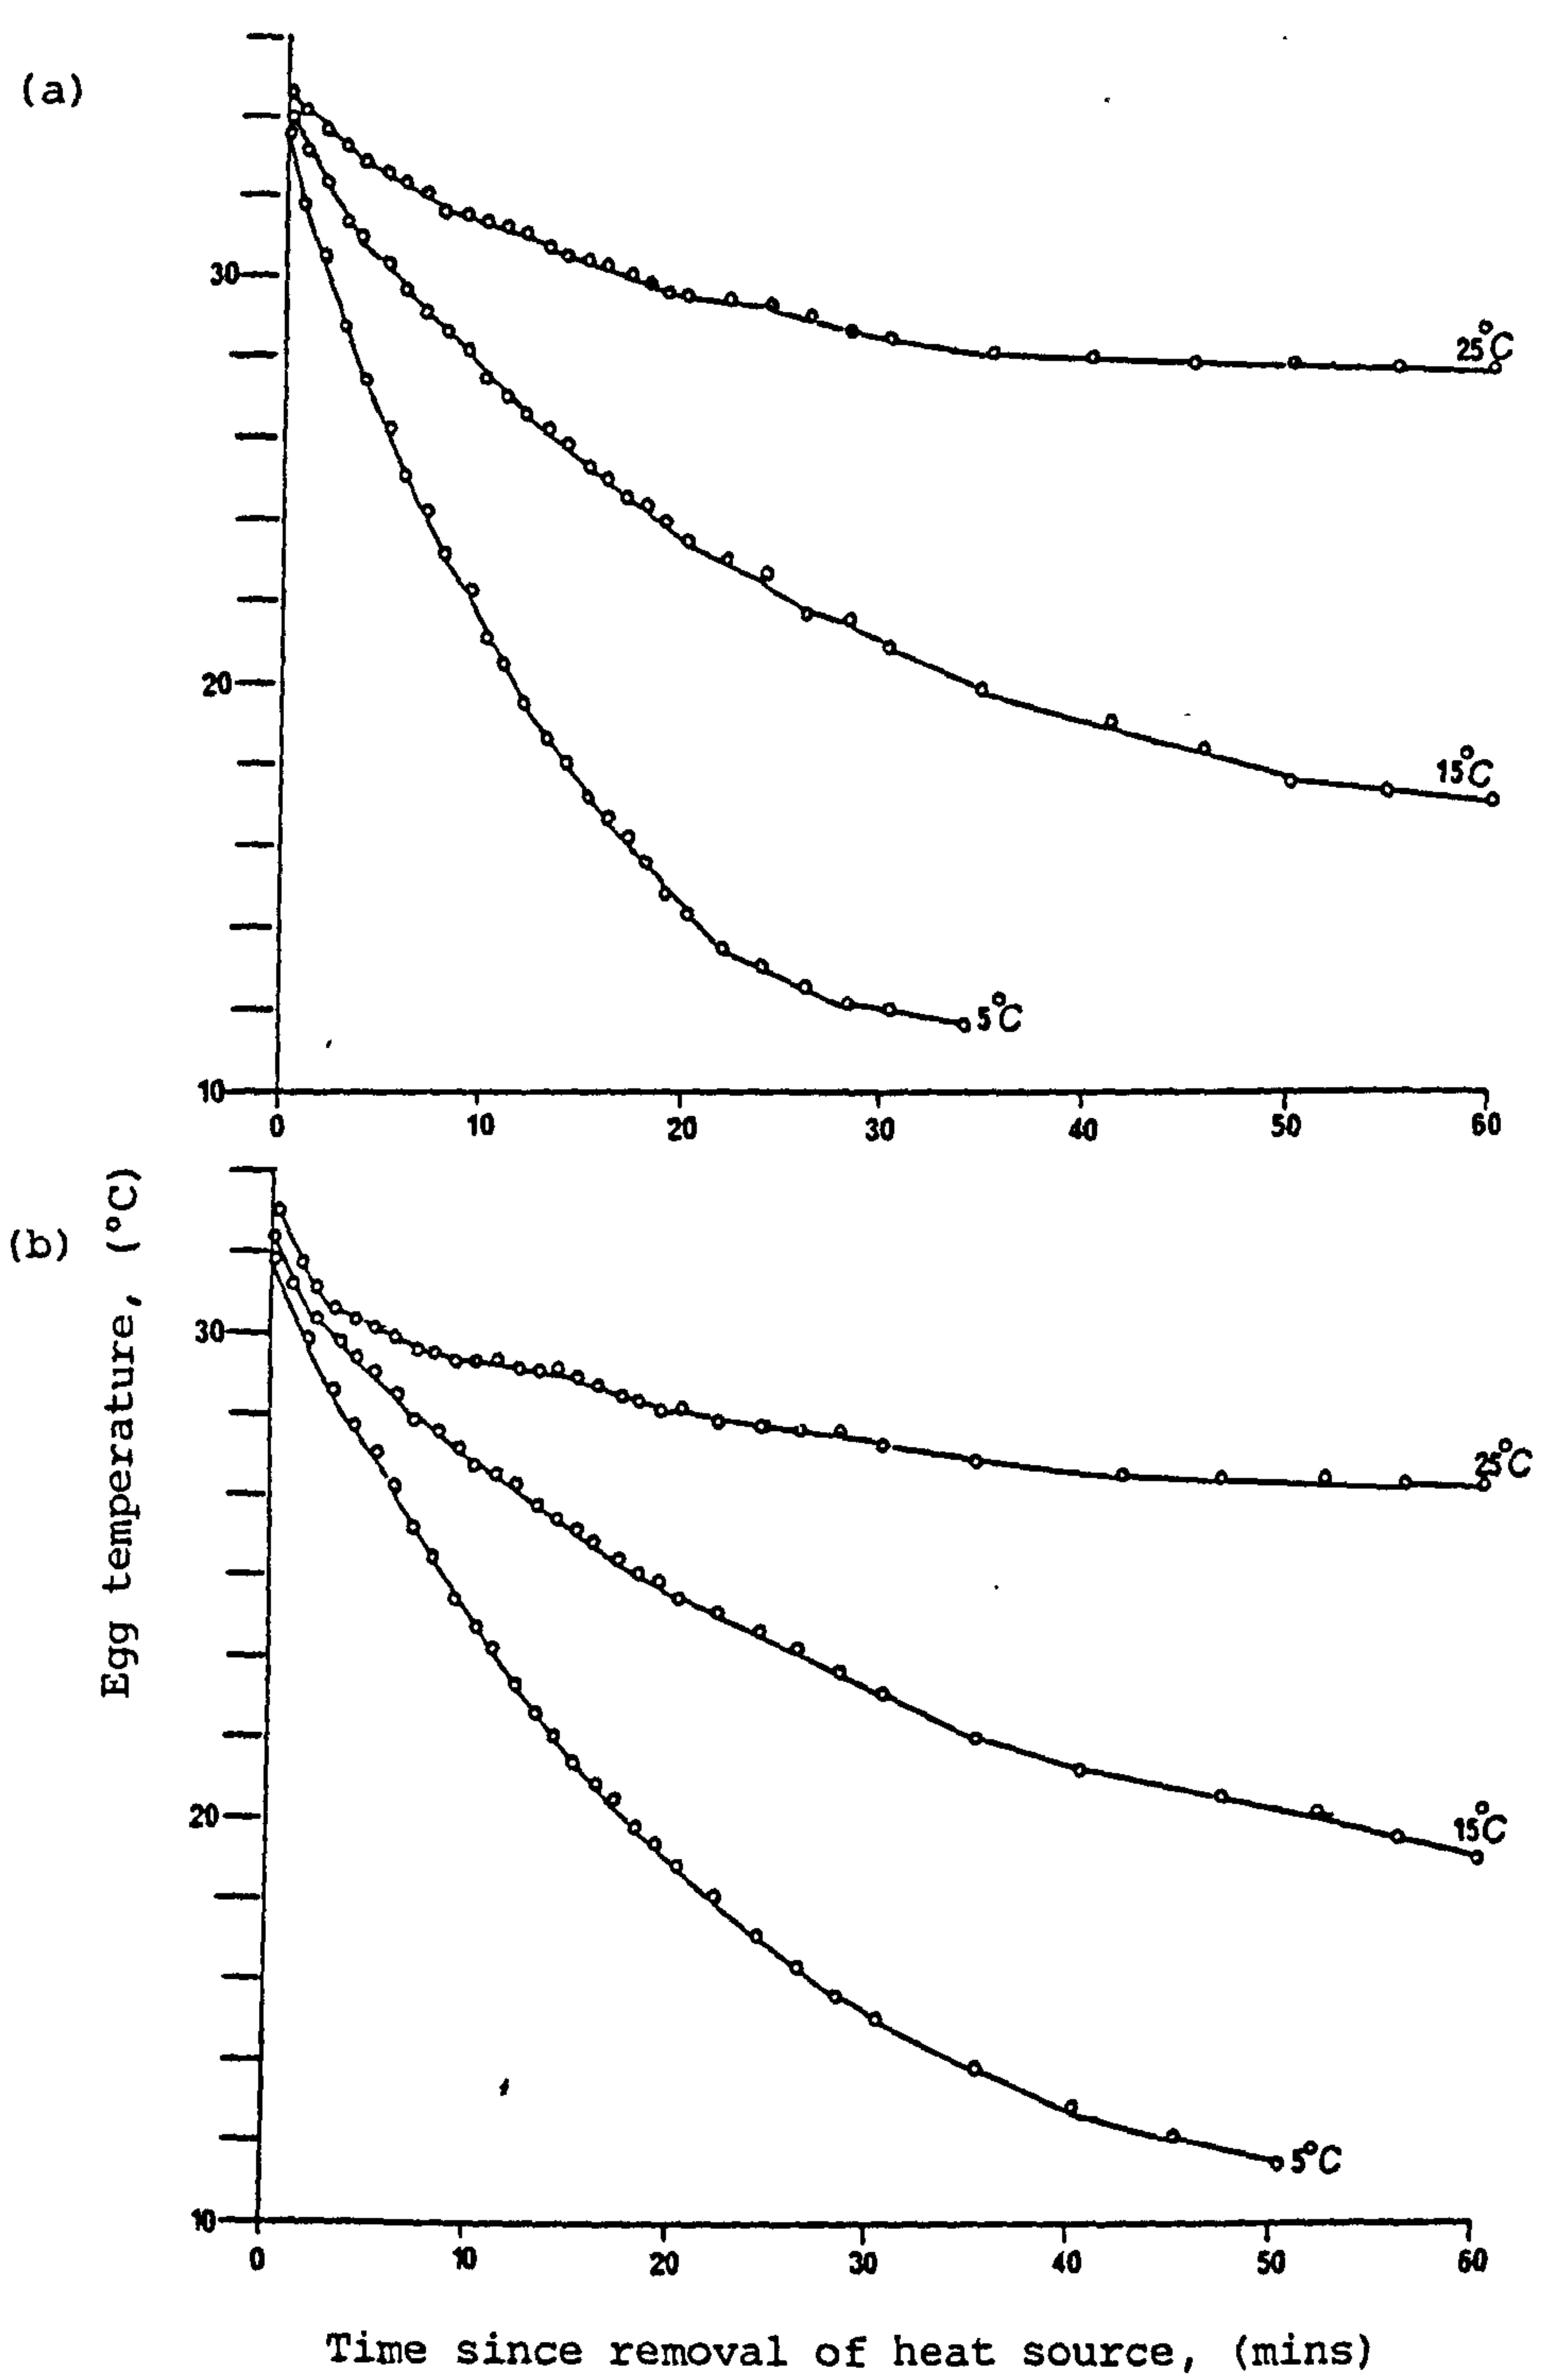 (a)
30
25°C
20
15°C
5°C
10
0 10 20 30 40 50 60
(b)
Egg temperature, (°C)
30
25°C
20
15°C
5°C
10
0 10 20 30 40 50 60
Time since removal of heat source, (mins)